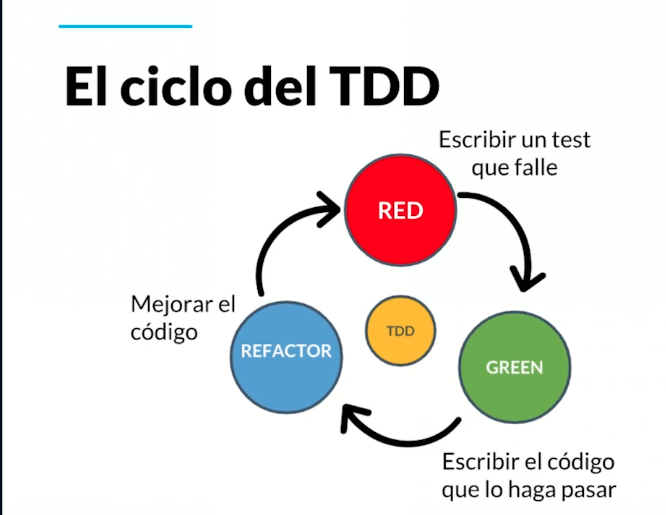 El ciclo del TDD
Escribir un test
que falle
RED
Mejorar el
código
REFACTOR
TDD
GREEN
Escribir el código
que lo haga pasar